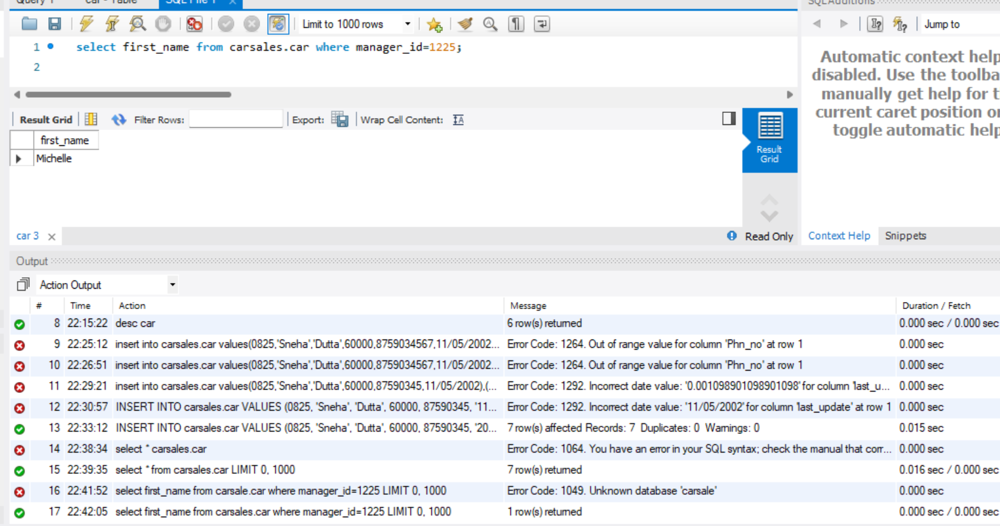 Query 1 car - Table SQL File 1
SQLAdditions
Limit to 1000 rows
Jump to
1 select first_name from carsales.car where manager_id=1225;
2
Automatic context help
disabled. Use the toolba
manually get help for t
current caret position or
toggle automatic help
Result Grid Filter Rows: Export: Wrap Cell Content:
first_name
Michelle
Result
Grid
car 3
Read Only
Context Help Snippets
Output
Action Output
# Time Action Message Duration / Fetch
8 22:15:22 desc car 6 row(s) returned 0.000 sec / 0.000 sec
9 22:25:12 insert into carsales.car values(0825,'Sneha','Dutta',60000,8759034567,11/05/2002... Error Code: 1264. Out of range value for column 'Phn_no' at row 1 0.000 sec
10 22:26:51 insert into carsales.car values(0825,'Sneha','Dutta',60000,8759034567,11/05/2002... Error Code: 1264. Out of range value for column 'Phn_no' at row 1 0.000 sec
11 22:29:21 insert into carsales.car values(0825,'Sneha','Dutta',60000,87590345,11/05/2002),(... Error Code: 1292. Incorrect date value: '0.001098901098901098' for column 'last_u... 0.000 sec
12 22:30:57 INSERT INTO carsales.car VALUES (0825, 'Sneha', 'Dutta', 60000, 87590345, '11... Error Code: 1292. Incorrect date value: '11/05/2002' for column 'last_update' at row 1 0.000 sec
13 22:33:12 INSERT INTO carsales.car VALUES (0825, 'Sneha', 'Dutta', 60000, 87590345, '20... 7 row(s) affected Records: 7 Duplicates: 0 Warnings: 0 0.015 sec
14 22:38:34 select * carsales.car Error Code: 1064. You have an error in your SQL syntax; check the manual that corr... 0.000 sec
15 22:39:35 select * from carsales.car LIMIT 0, 1000 7 row(s) returned 0.016 sec / 0.000 sec
16 22:41:52 select first_name from carsale.car where manager_id=1225 LIMIT 0, 1000 Error Code: 1049. Unknown database 'carsale' 0.000 sec
17 22:42:05 select first_name from carsales.car where manager_id=1225 LIMIT 0, 1000 1 row(s) returned 0.000 sec / 0.000 sec